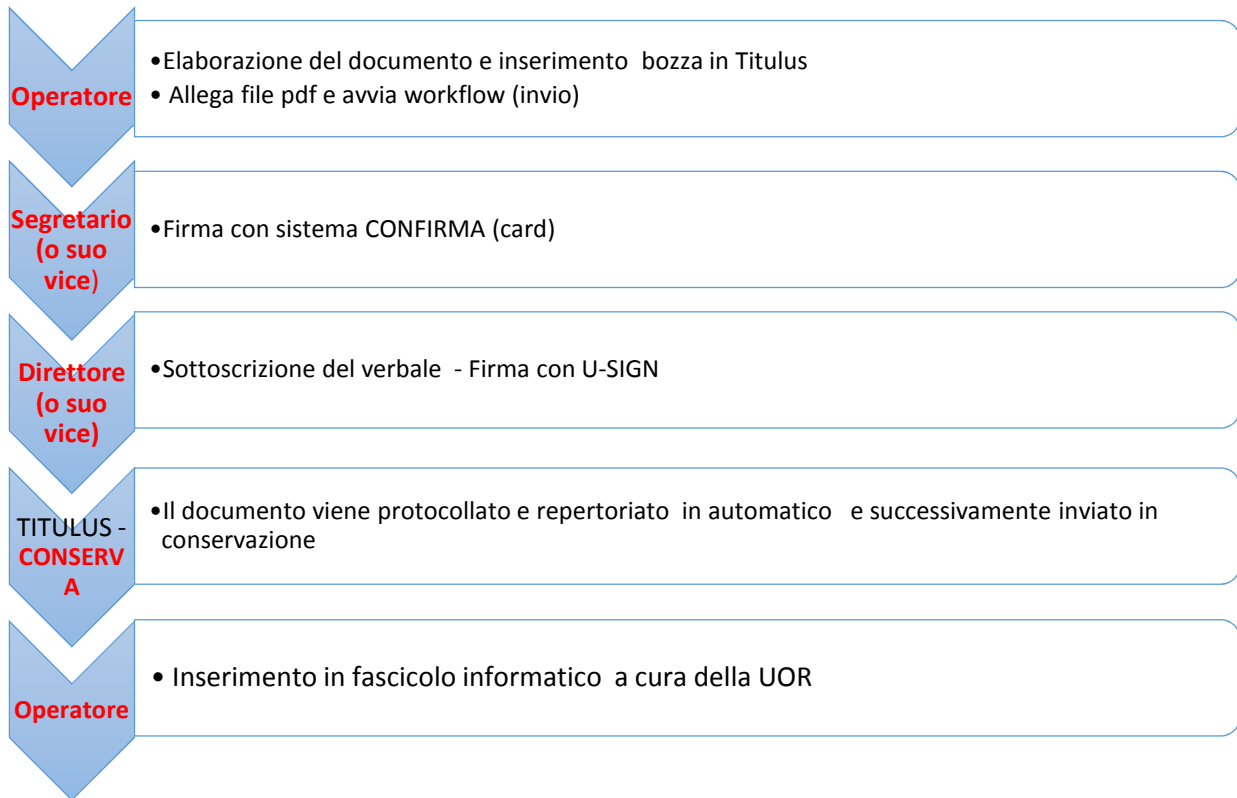 Operatore
•Elaborazione del documento e inserimento bozza in Titulus
• Allega file pdf e avvia workflow (invio)
Segretario
(o suo
vice)
•Firma con sistema CONFIRMA (card)
Direttore
(o suo
vice)
•Sottoscrizione del verbale - Firma con U-SIGN
TITULUS -
CONSERV
A
•Il documento viene protocollato e repertoriato in automatico e successivamente inviato in
conservazione
Operatore
• Inserimento in fascicolo informatico a cura della UOR